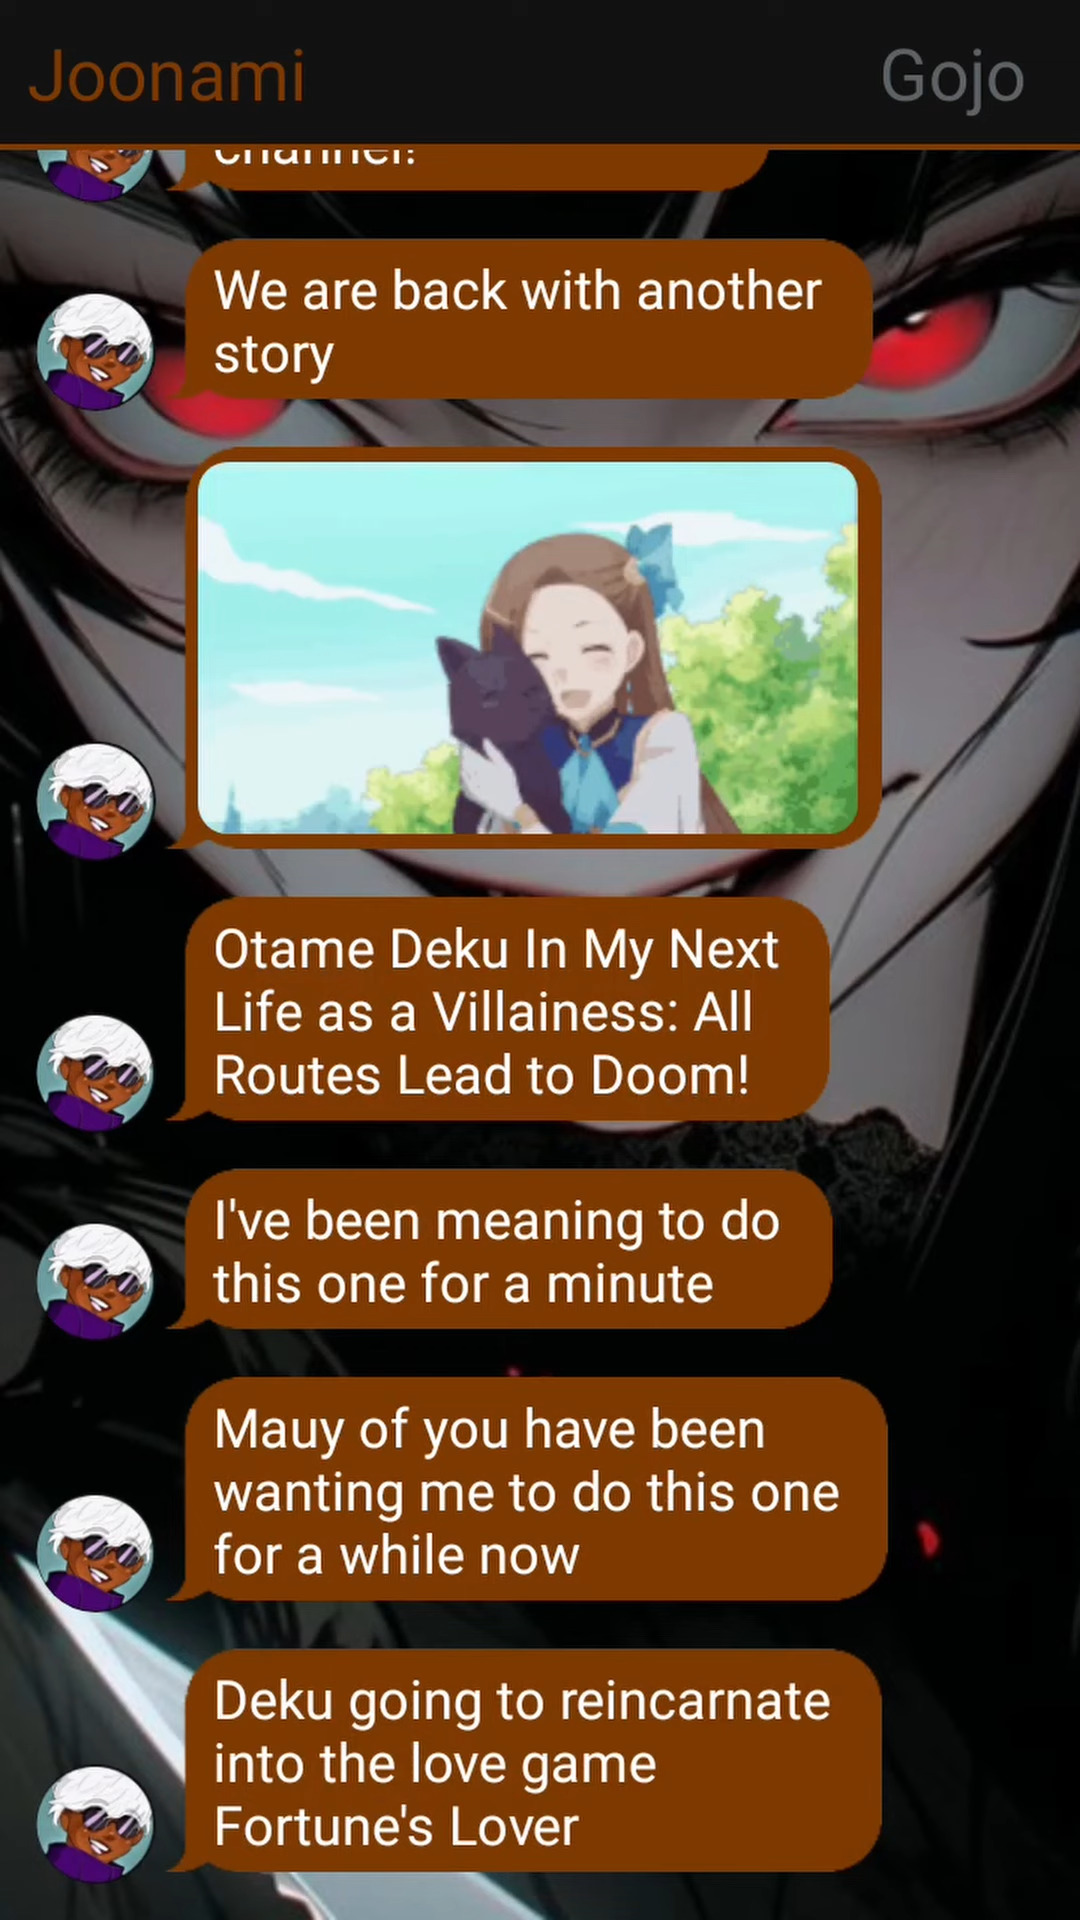 Joonami
Gojo
channel!
We are back with another
story
Otame Deku In My Next
Life as a Villainess: All
Routes Lead to Doom!
I've been meaning to do
this one for a minute
Mauy of you have been
wanting me to do this one
for a while now
Deku going to reincarnate
into the love game
Fortune's Lover